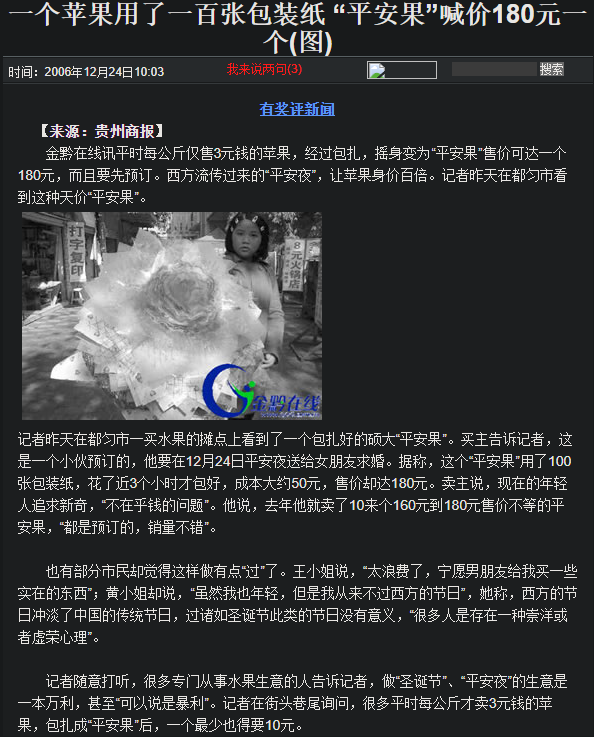 一个苹果用了一百张包装纸 “平安果”喊价180元一
个(图)
时间：2006年12月24日10:03 我来说两句(3) 搜索
有奖评新闻
【来源：贵州商报】
金黔在线讯平时每公斤仅售3元钱的苹果，经过包扎，摇身变为“平安果”售价可达一个
180元，而且要先预订。西方流传过来的“平安夜”，让苹果身价百倍。记者昨天在都匀市看
到这种天价“平安果”。
打字复印
8元火锅店
金黔在线
记者昨天在都匀市一买水果的摊点上看到了一个包扎好的硕大“平安果”。买主告诉记者，这
是一个小伙预订的，他要在12月24日平安夜送给女朋友求婚。据称，这个“平安果”用了100
张包装纸，花了近3个小时才包好，成本大约50元，售价却达180元。卖主说，现在的年轻
人追求新奇，“不在乎钱的问题”。他说，去年他就卖了10来个160元到180元售价不等的平
安果，“都是预订的，销量不错”。
也有部分市民却觉得这样做有点“过”了。王小姐说，“太浪费了，宁愿男朋友给我买一些
实在的东西”；黄小姐却说，“虽然我也年轻，但是我从来不过西方的节日”，她称，西方的节
日冲淡了中国的传统节日，过诸如圣诞节此类的节日没有意义，“很多人是存在一种崇洋或
者虚荣心理”。
记者随意打听，很多专门从事水果生意的人告诉记者，做“圣诞节”、“平安夜”的生意是
一本万利，甚至“可以说是暴利”。记者在街头巷尾询问，很多平时每公斤才卖3元钱的苹
果，包扎成“平安果”后，一个最少也得要10元。